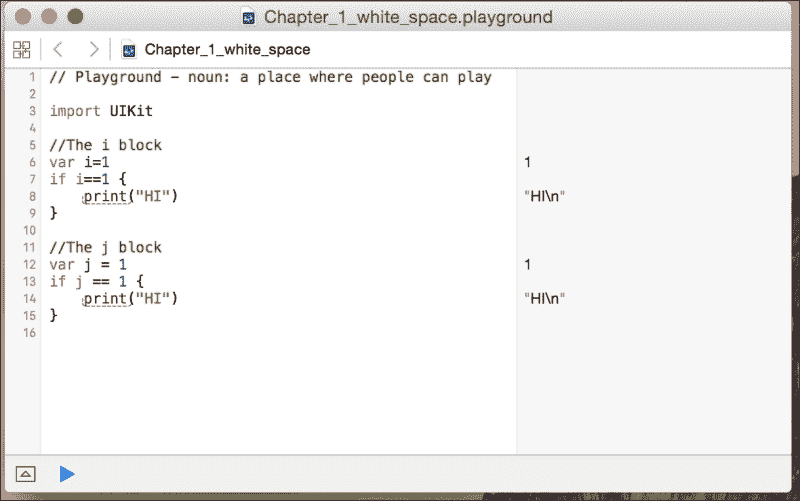 Chapter_1_white_space.playground
Chapter_1_white_space
1 // Playground - noun: a place where people can play
2
3 import UIKit
4
5 //The i block
6 var i=1 1
7 if i==1 {
8 print("HI") "HI\n"
9 }
10
11 //The j block
12 var j = 1 1
13 if j == 1 {
14 print("HI") "HI\n"
15 }
16